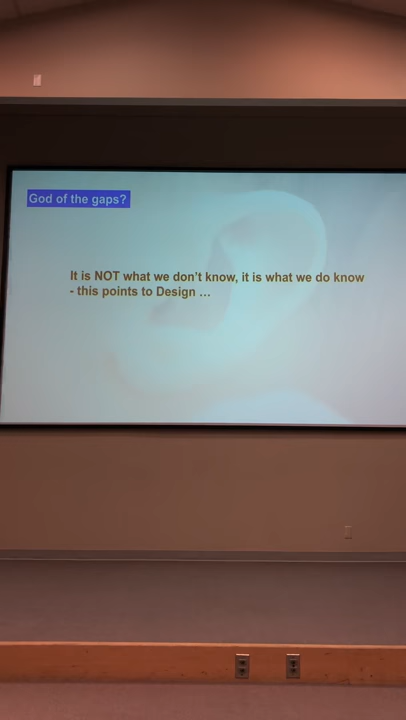 God of the gaps?
It is NOT what we don't know, it is what we do know
- this points to Design ...